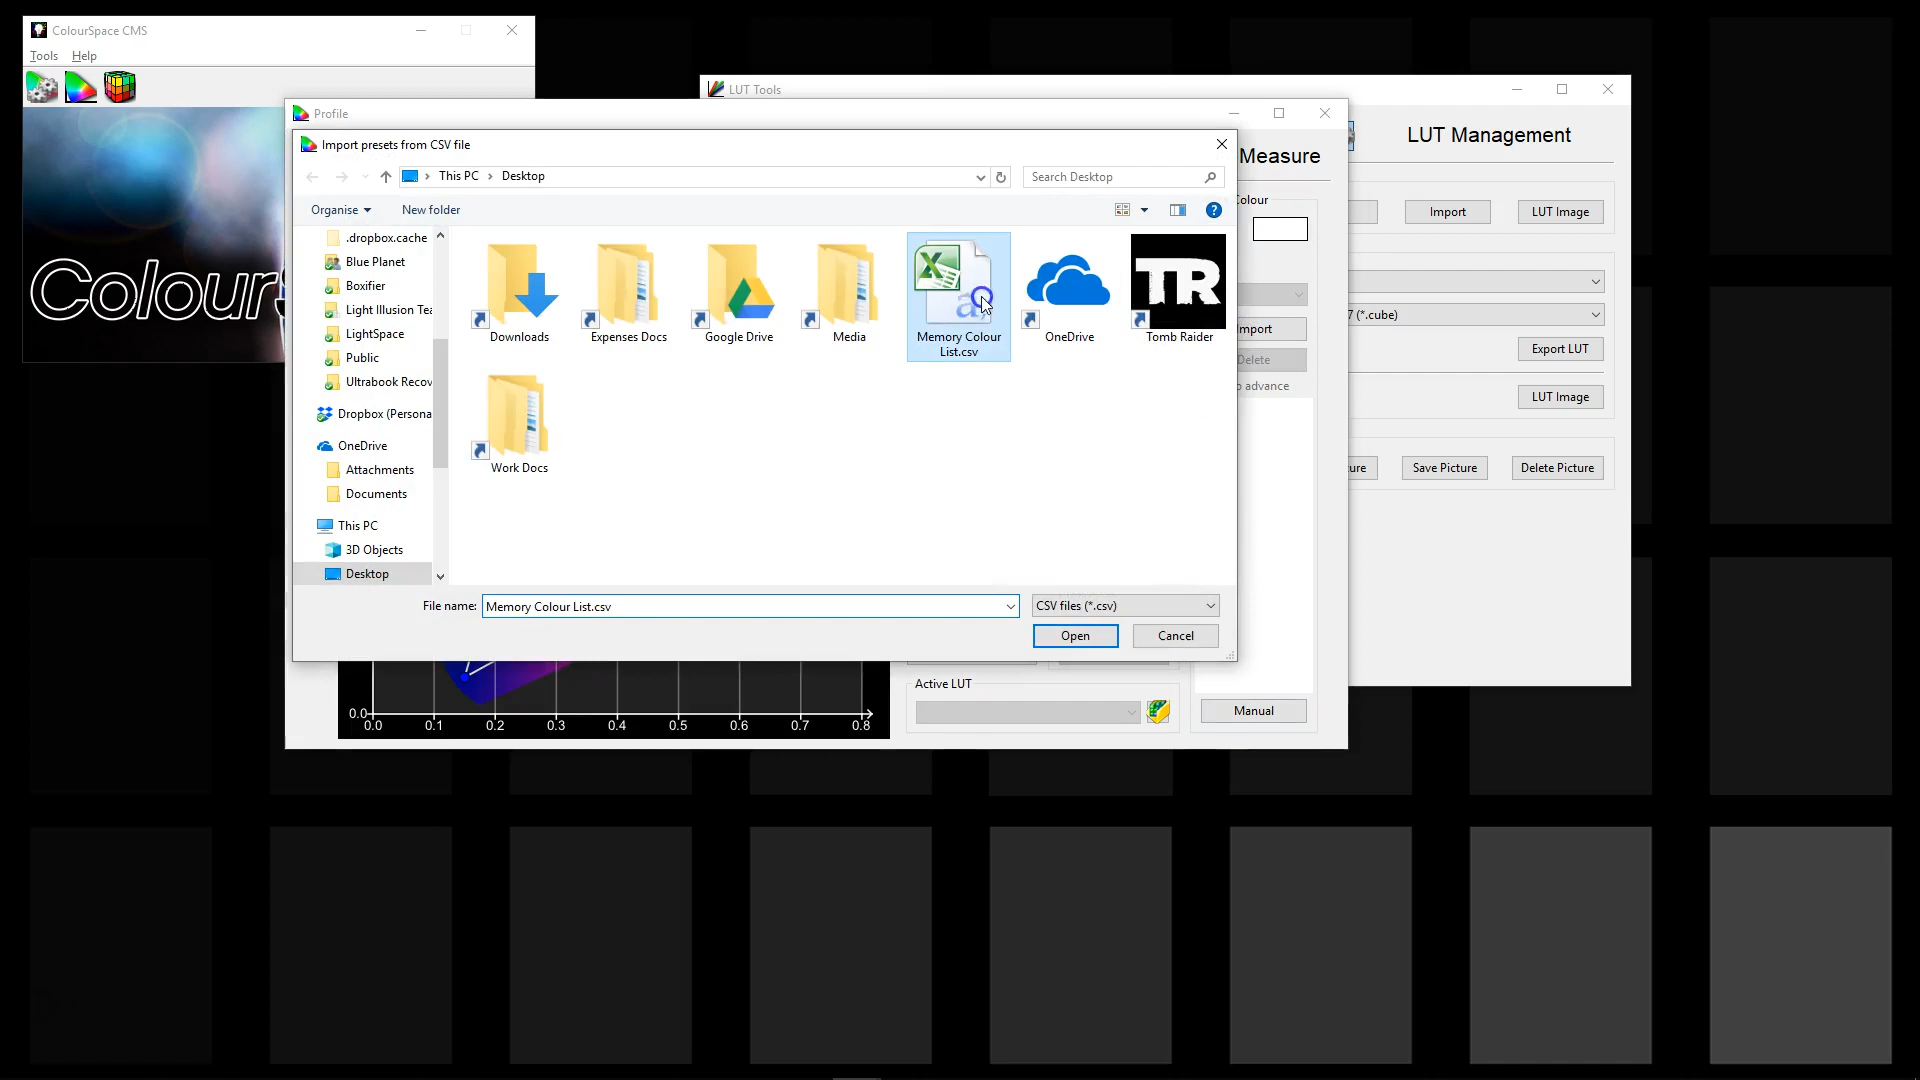 ColourSpace CMS
Tools Help
Colour
LUT Tools
LUT Management
Import
LUT Image
7 (*.cube)
Export LUT
LUT Image
Save Picture
Delete Picture
Profile
Measure
Manual
Active LUT
0.0
0.0 0.1 0.2 0.3 0.4 0.5 0.6 0.7 0.8
Import presets from CSV file
This PC Desktop
Search Desktop
Organise New folder
.dropbox.cache
Blue Planet
Boxifier
Light Illusion Tea
LightSpace
Public
Ultrabook Recov
Dropbox (Persona
OneDrive
Attachments
Documents
This PC
3D Objects
Desktop
Downloads
Expenses Docs
Google Drive
Media
Memory Colour
List.csv
OneDrive
TR
Tomb Raider
Work Docs
File name: Memory Colour List.csv
CSV files (*.csv)
Open Cancel